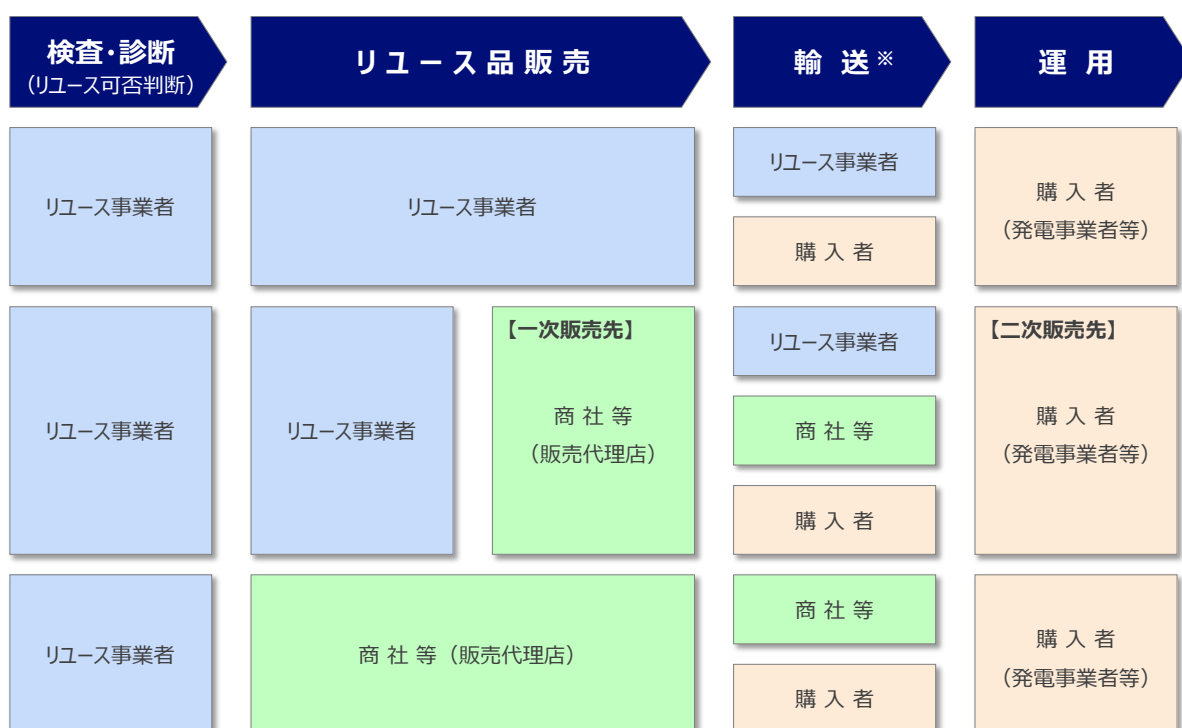 検査・診断
(リユース可否判断)
リユース品販売
輸 送※
運 用
リユース事業者
リユース事業者
リユース事業者
購 入 者
購 入 者
（発電事業者等）
リユース事業者
リユース事業者
【一次販売先】
商 社 等
（販売代理店）
リユース事業者
商 社 等
購 入 者
【二次販売先】
購 入 者
（発電事業者等）
リユース事業者
商 社 等（販売代理店）
商 社 等
購 入 者
購 入 者
（発電事業者等）